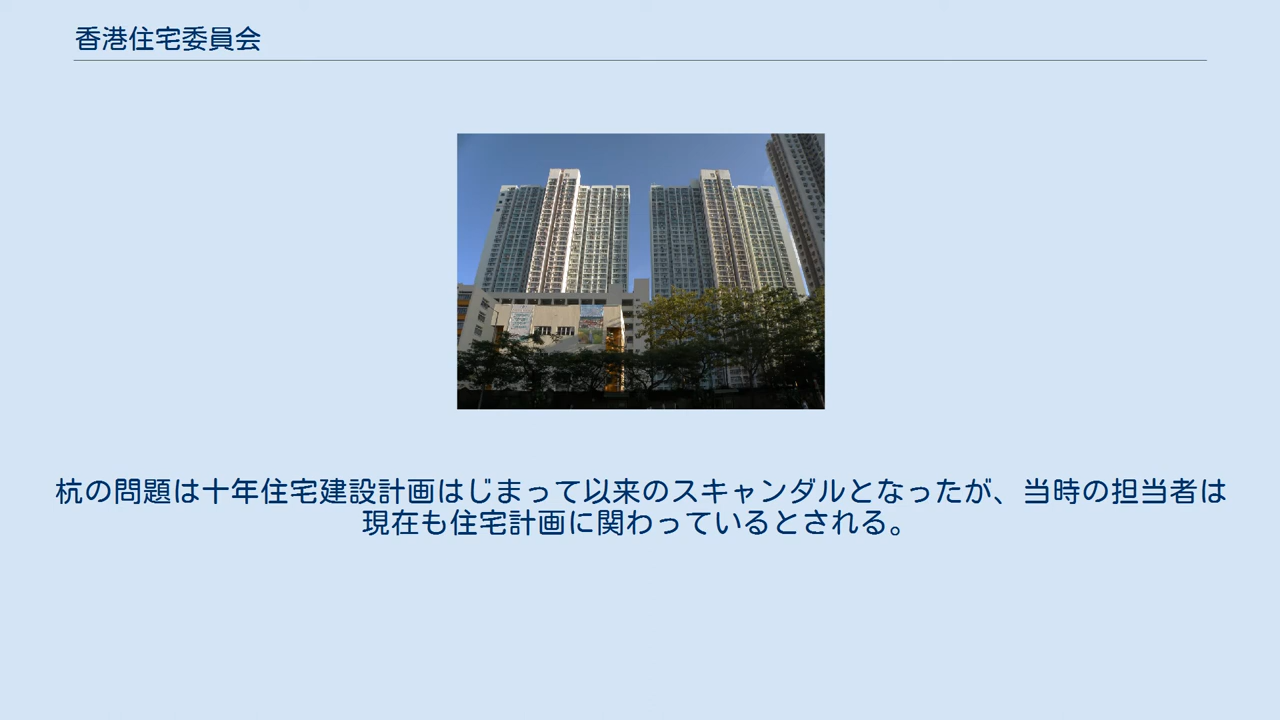 香港住宅委員会
杭の問題は十年住宅建設計画はじまって以来のスキャンダルとなったが、当時の担当者は
現在も住宅計画に関わっているとされる。